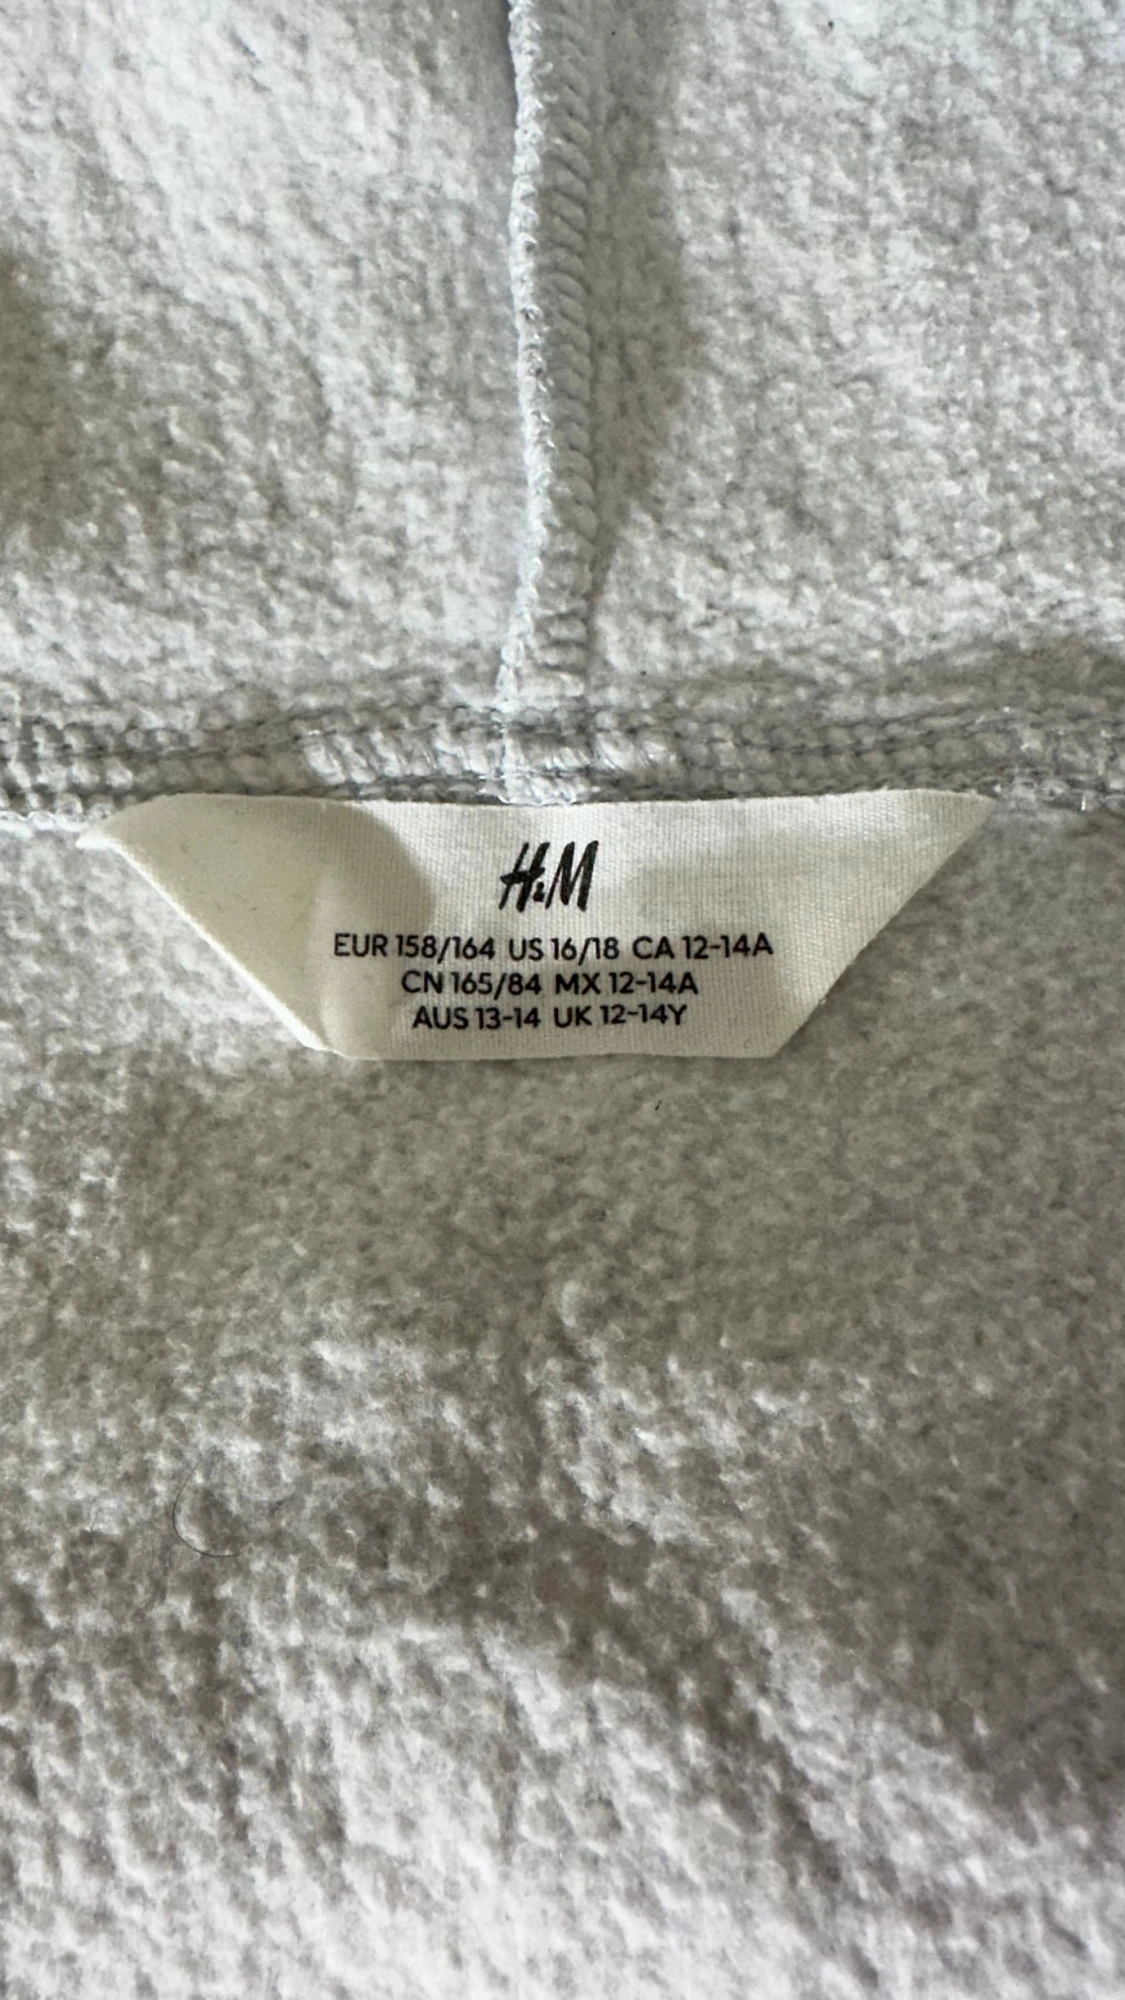 H&M
EUR 158/164 US 16/18 CA 12-14A
CN 165/84 MX 12-14A
AUS 13-14 UK 12-14Y